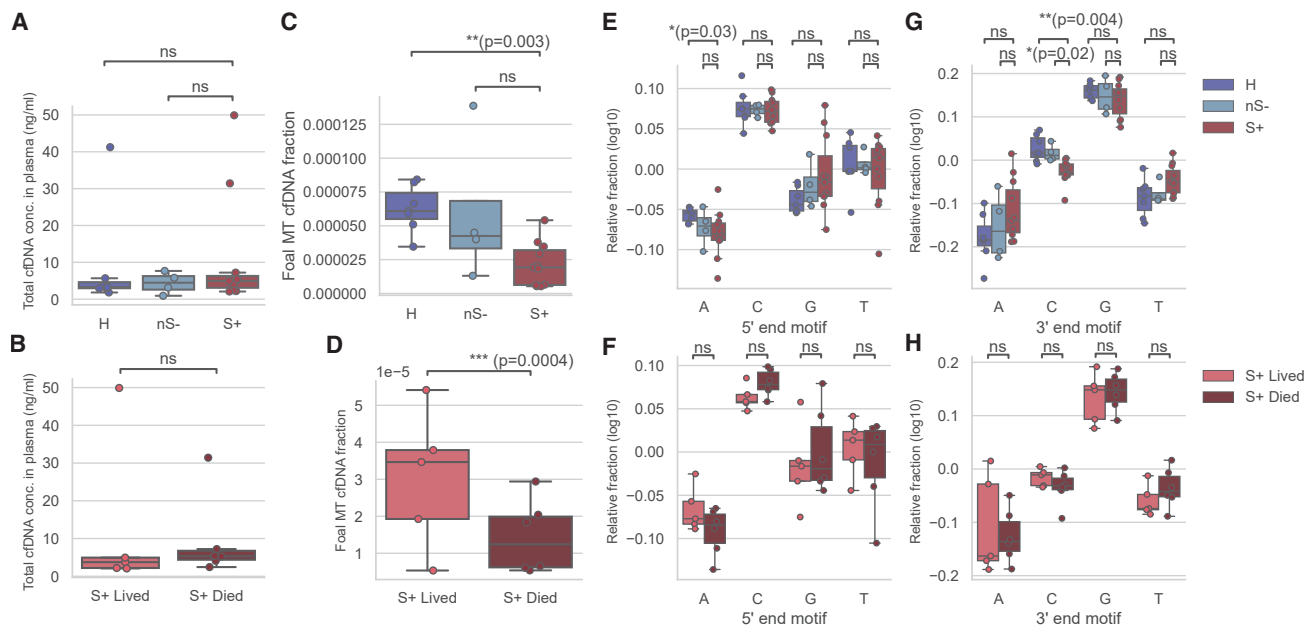 A
ns
ns
Total cfDNA conc. in plasma (ng/ml)
50
40
30
20
10
0
H
nS-
S+
B
ns
Total cfDNA conc. in plasma (ng/ml)
50
40
30
20
10
0
S+ Lived
S+ Died
C
**(p=0.003)
ns
Foal MT cfDNA fraction
0.000125
0.000100
0.000075
0.000050
0.000025
0.000000
H
nS-
S+
D
*** (p=0.0004)
1e-5
Foal MT cfDNA fraction
5
4
3
2
1
S+ Lived
S+ Died
E
*(p=0.03)
ns
ns
ns
ns
ns
ns
ns
Relative fraction (log10)
0.10
0.05
0.00
−0.05
−0.10
A
C
G
T
5' end motif
F
ns
ns
ns
ns
Relative fraction (log10)
0.10
0.05
0.00
−0.05
−0.10
A
C
G
T
5' end motif
G
**(p=0.004)
ns
ns
ns
ns
*(p=0.02)
ns
ns
Relative fraction (log10)
0.2
0.1
0.0
−0.1
−0.2
A
C
G
T
3' end motif
H
nS-
S+
H
ns
ns
ns
ns
Relative fraction (log10)
0.2
0.1
0.0
−0.1
−0.2
A
C
G
T
3' end motif
S+ Lived
S+ Died